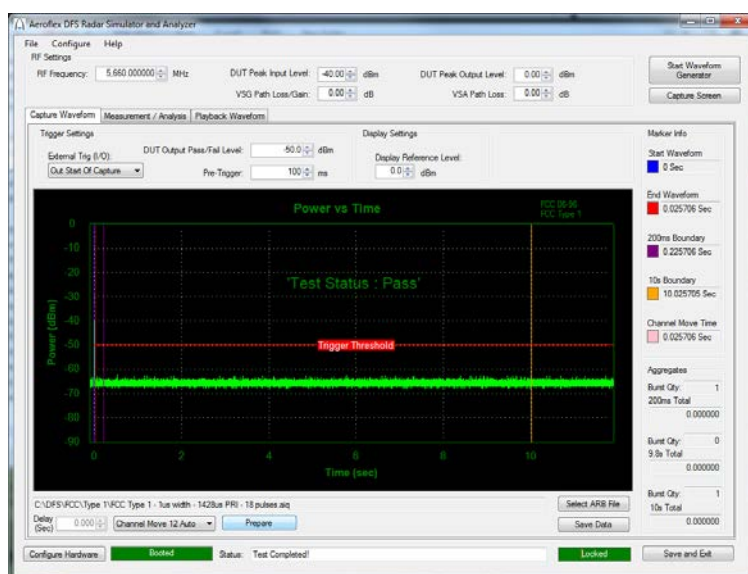 Aeroflex DFS Radar Simulator and Analyzer
File Configure Help
RF Settings
RF Frequency: 5,660.000000 MHz
DUT Peak Input Level: -40.00 dBm
DUT Peak Output Level: 0.00 dBm
VSG Path Loss/Gain: 0.00 dB
VSA Path Loss: 0.00 dB
Start Waveform Generator
Capture Screen
Capture Waveform Measurement / Analysis Playback Waveform
Trigger Settings
External Trig (I/O):
Out Start Of Capture
DUT Output Pass/Fail Level: -50.0 dBm
Pre-Trigger: 100 ms
Display Settings
Display Reference Level:
0.0 dBm
Power vs Time
FCC 06-96
FCC Type 1
'Test Status : Pass'
Trigger Threshold
Power (dBm)
0
-10
-20
-30
-40
-50
-60
-70
-80
-90
0 2 4 6 8 10
Time (sec)
Marker Info
Start Waveform
0 Sec
End Waveform
0.025706 Sec
200ms Boundary
0.225706 Sec
10s Boundary
10.025705 Sec
Channel Move Time
0.025706 Sec
Aggregates
Burst Qty: 1
200ms Total
0.000000
Burst Qty: 0
9.8s Total
0.000000
Burst Qty: 1
10s Total
0.000000
C:\DFS\FCC\Type 1\FCC Type 1 - 1us width - 1428us PRI - 18 pulses.aiq
Select ARB File
Delay (Sec) 0.000 Channel Move 12 Auto Prepare
Save Data
Configure Hardware Booted Status: Test Completed! Locked Save and Exit